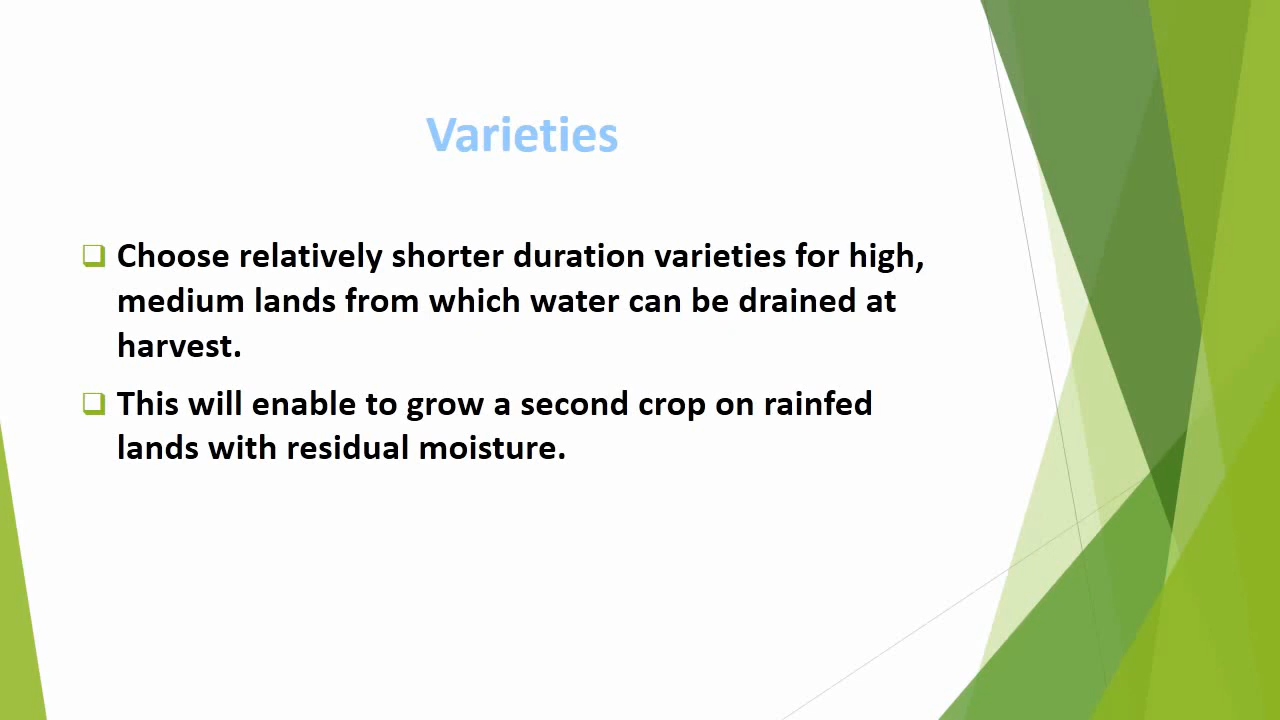 Varieties
Choose relatively shorter duration varieties for high,
medium lands from which water can be drained at
harvest.
This will enable to grow a second crop on rainfed
lands with residual moisture.